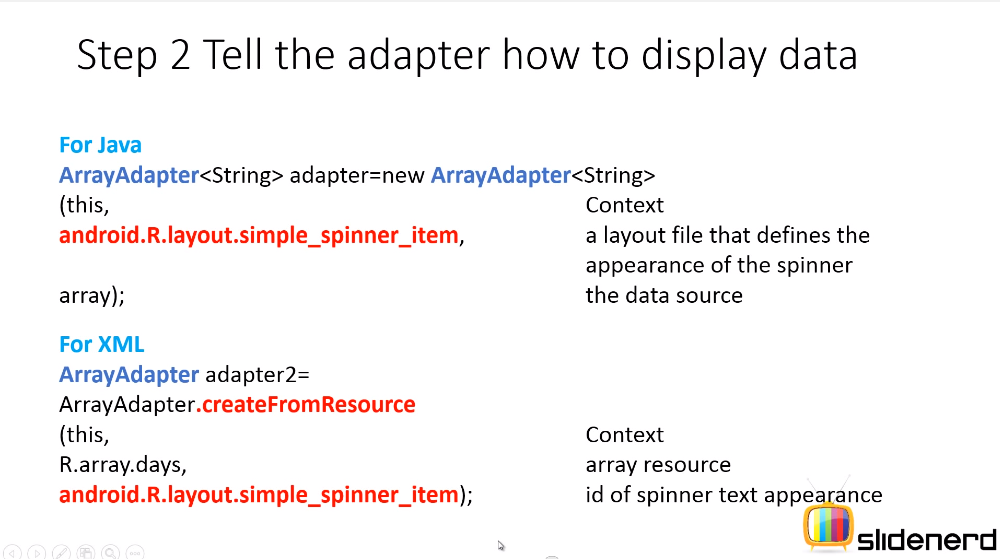 Step 2 Tell the adapter how to display data
For Java
ArrayAdapter<String> adapter=new ArrayAdapter<String>
(this, Context
android.R.layout.simple_spinner_item, a layout file that defines the
appearance of the spinner
array); the data source
For XML
ArrayAdapter adapter2=
ArrayAdapter.createFromResource
(this, Context
R.array.days, array resource
android.R.layout.simple_spinner_item); id of spinner text appearance
slidenerd